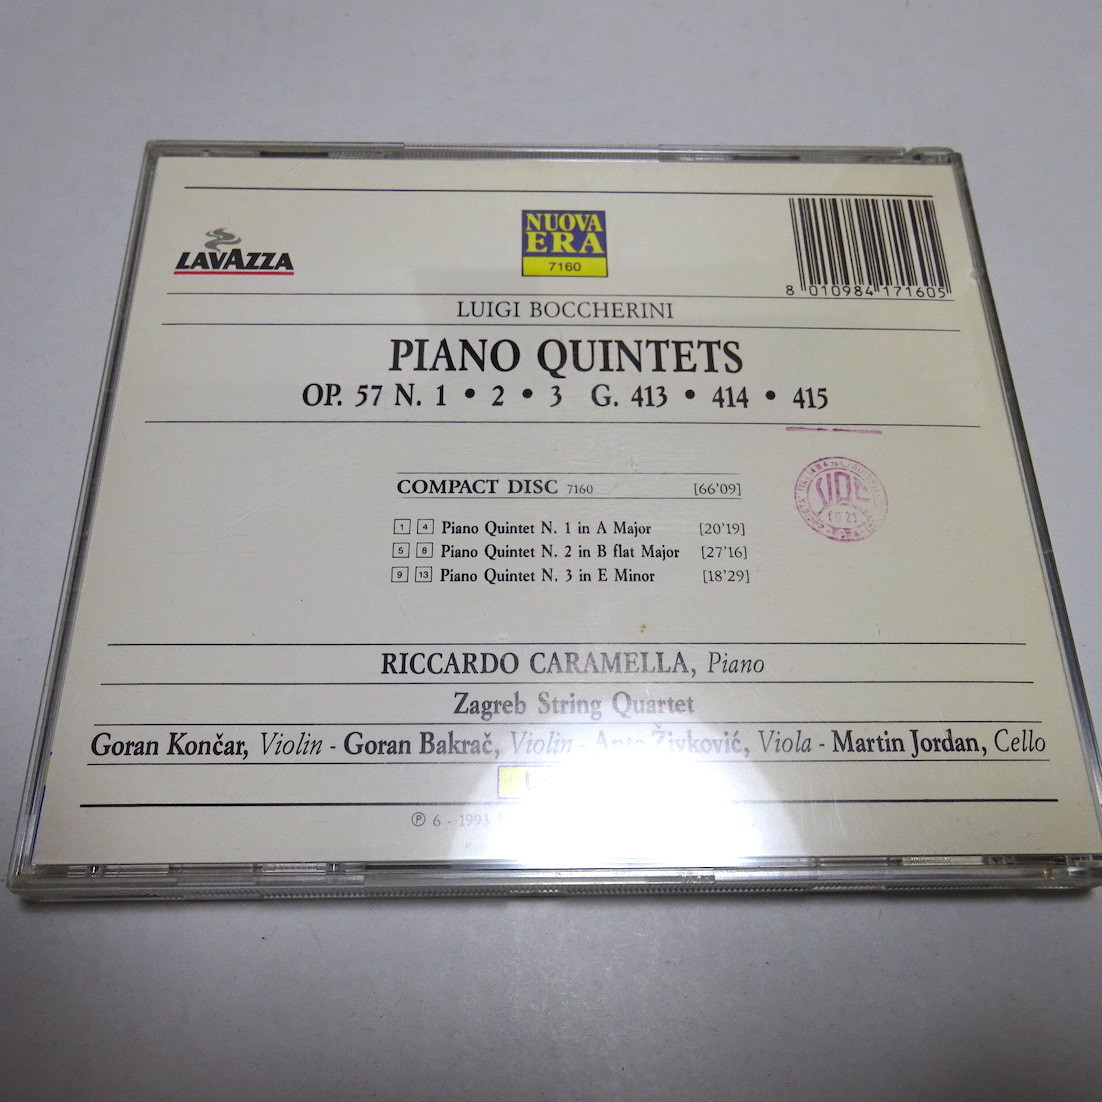 LAVAZZA
NUOVA
ERA
7160
8 010984 171605
LUIGI BOCCHERINI
PIANO QUINTETS
OP. 57 N. 1 • 2 • 3 G. 413 • 414 • 415
COMPACT DISC 7160 [66'09]
1 4 Piano Quintet N. 1 in A Major [20'19]
5 8 Piano Quintet N. 2 in B flat Major [27'16]
9 13 Piano Quintet N. 3 in E Minor [18'29]
RICCARDO CARAMELLA, Piano
Zagreb String Quartet
Goran Končar, Violin - Goran Bakrač, Violin - Ante Živković, Viola - Martin Jordan, Cello
℗ 6 - 1993